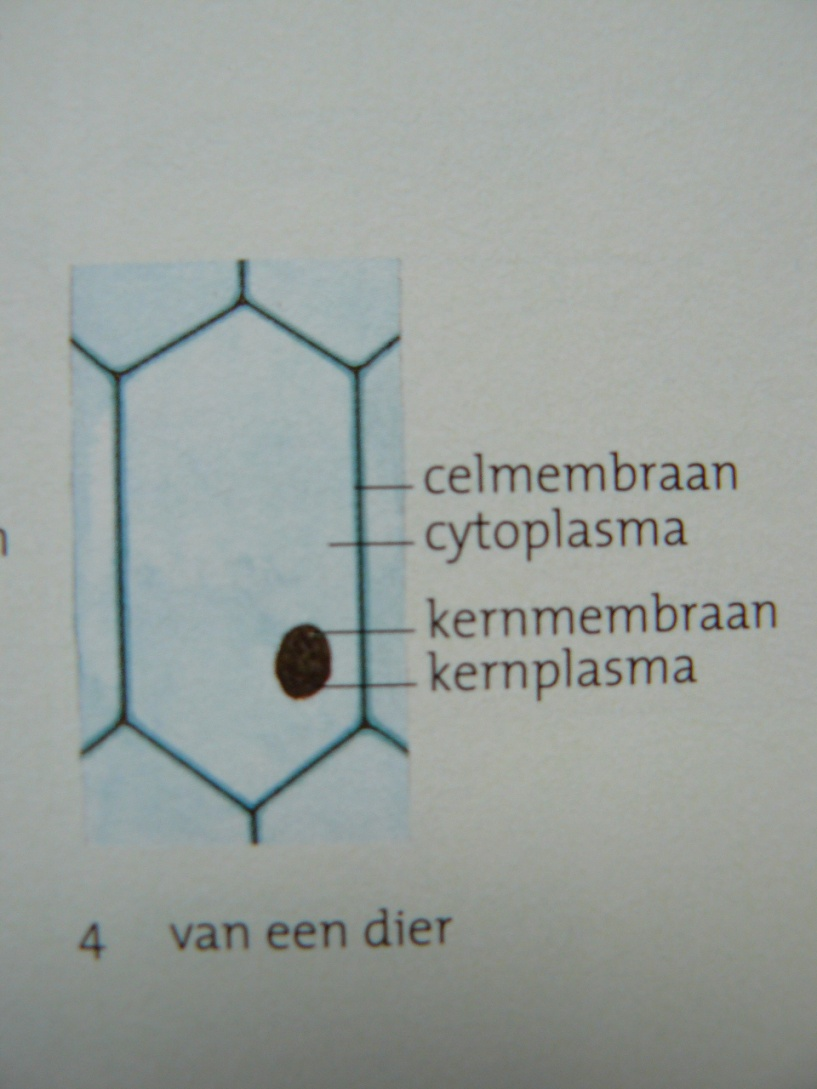 celmembraan
cytoplasma
kernmembraan
kernplasma
4 van een dier